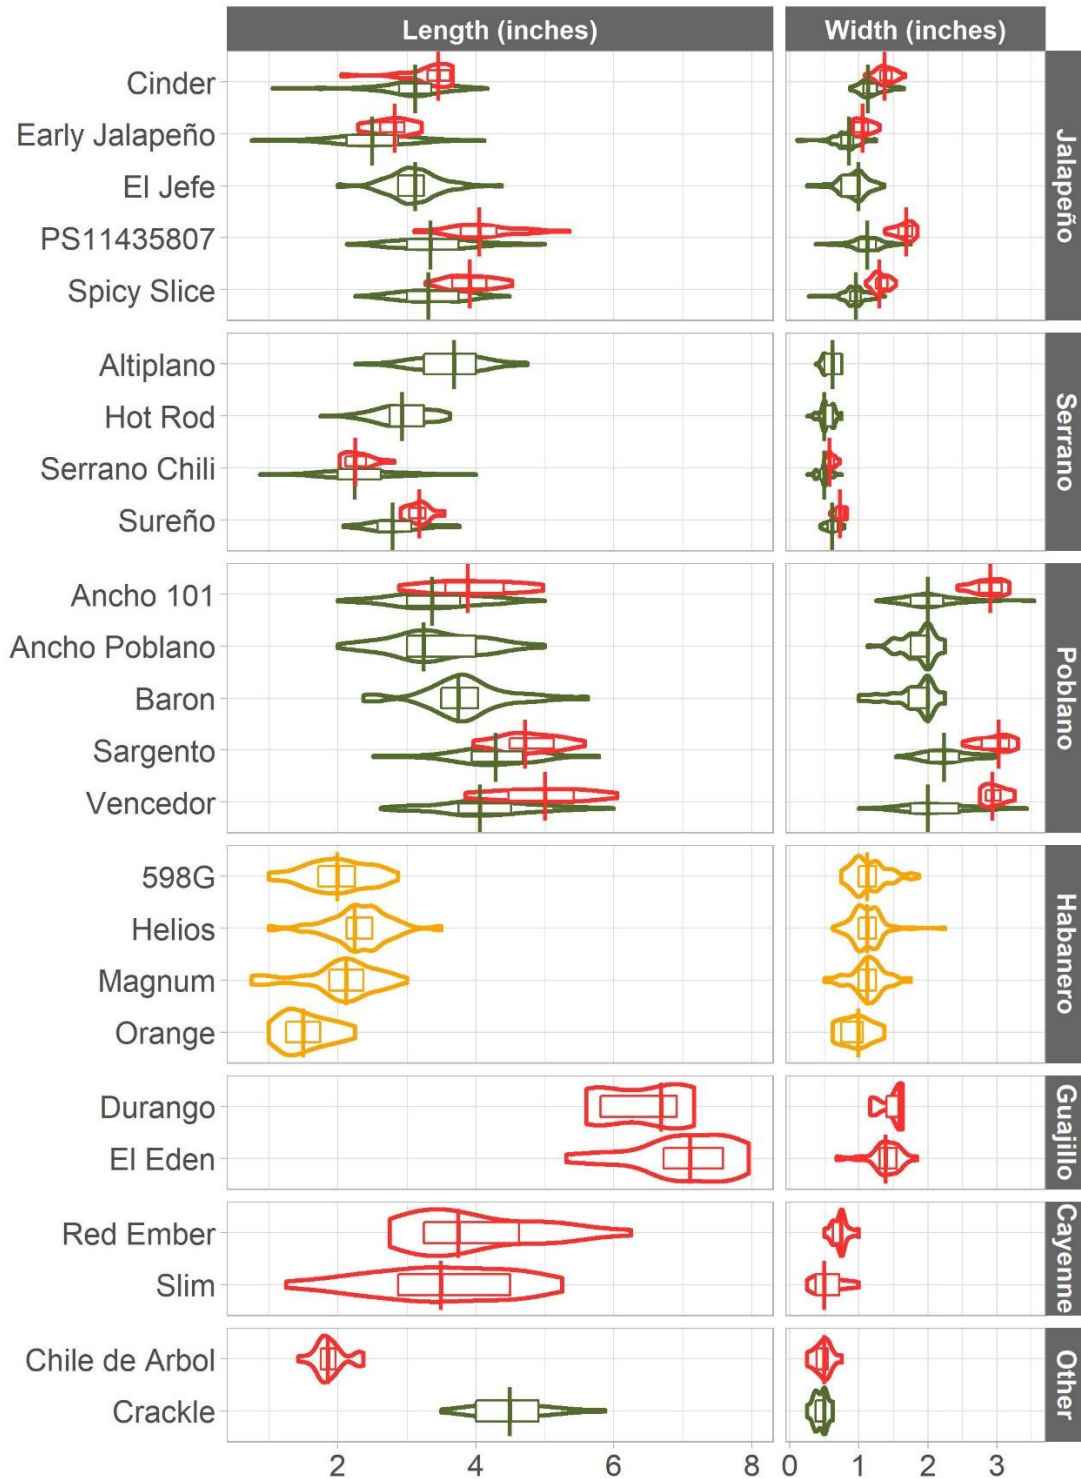 Length (inches) Width (inches)
Jalapeño
Cinder
Early Jalapeño
El Jefe
PS11435807
Spicy Slice
Serrano
Altiplano
Hot Rod
Serrano Chili
Sureño
Poblano
Ancho 101
Ancho Poblano
Baron
Sargento
Vencedor
Habanero
598G
Helios
Magnum
Orange
Guajillo
Durango
El Eden
Cayenne
Red Ember
Slim
Other
Chile de Arbol
Crackle
2 4 6 8 0 1 2 3